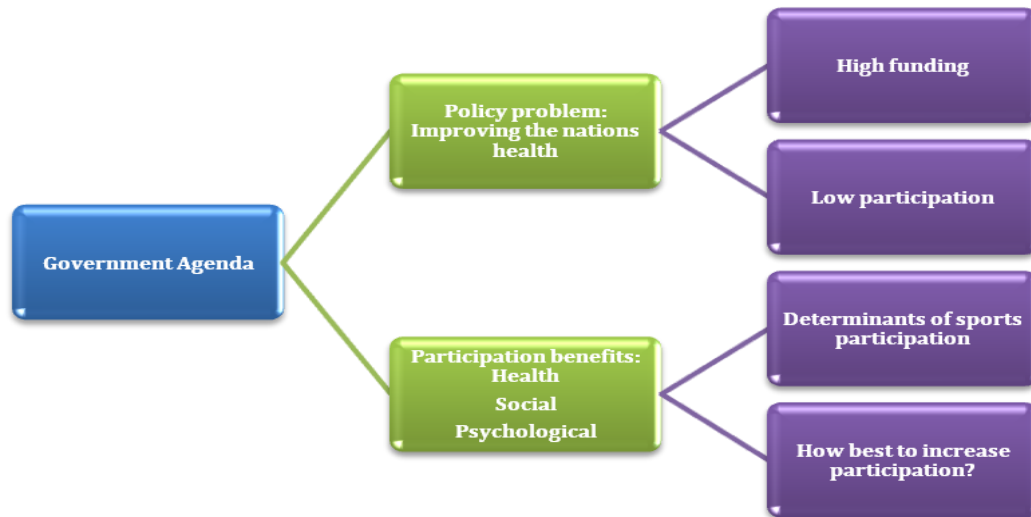 Government Agenda
Policy problem:
Improving the nations
health
Participation benefits:
Health
Social
Psychological
High funding
Low participation
Determinants of sports
participation
How best to increase
participation?